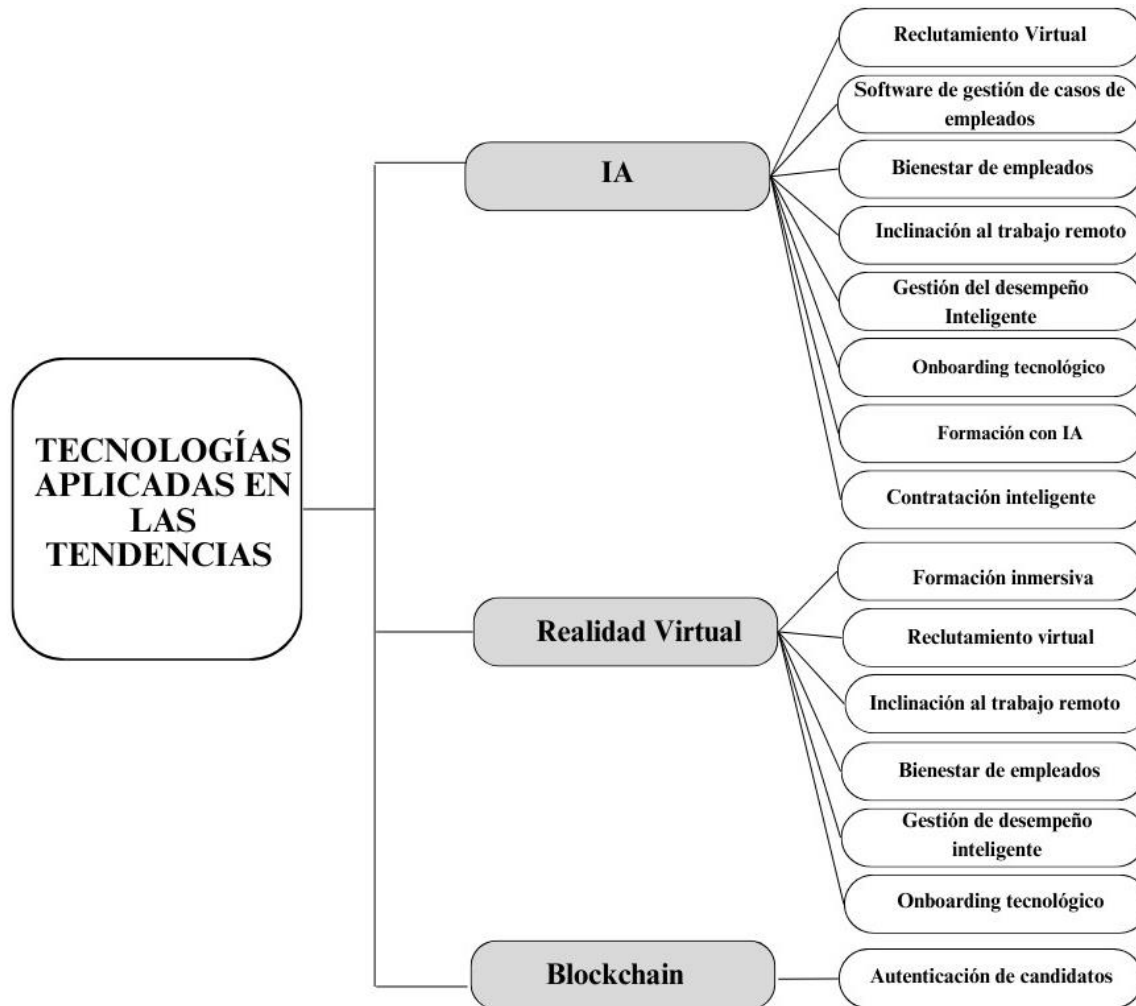 TECNOLOGÍAS
APLICADAS EN
LAS
TENDENCIAS
IA
Reclutamiento Virtual
Software de gestión de casos de
empleados
Bienestar de empleados
Inclinación al trabajo remoto
Gestión del desempeño
Inteligente
Onboarding tecnológico
Formación con IA
Contratación inteligente
Realidad Virtual
Formación inmersiva
Reclutamiento virtual
Inclinación al trabajo remoto
Bienestar de empleados
Gestión de desempeño
inteligente
Onboarding tecnológico
Blockchain
Autenticación de candidatos